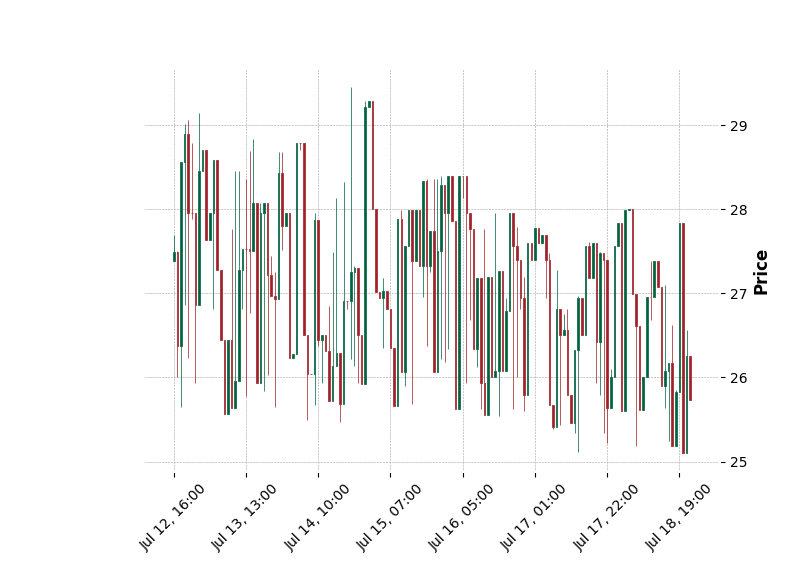 29
28
27
26
25
Price
Jul 12, 16:00
Jul 13, 13:00
Jul 14, 10:00
Jul 15, 07:00
Jul 16, 05:00
Jul 17, 01:00
Jul 17, 22:00
Jul 18, 19:00